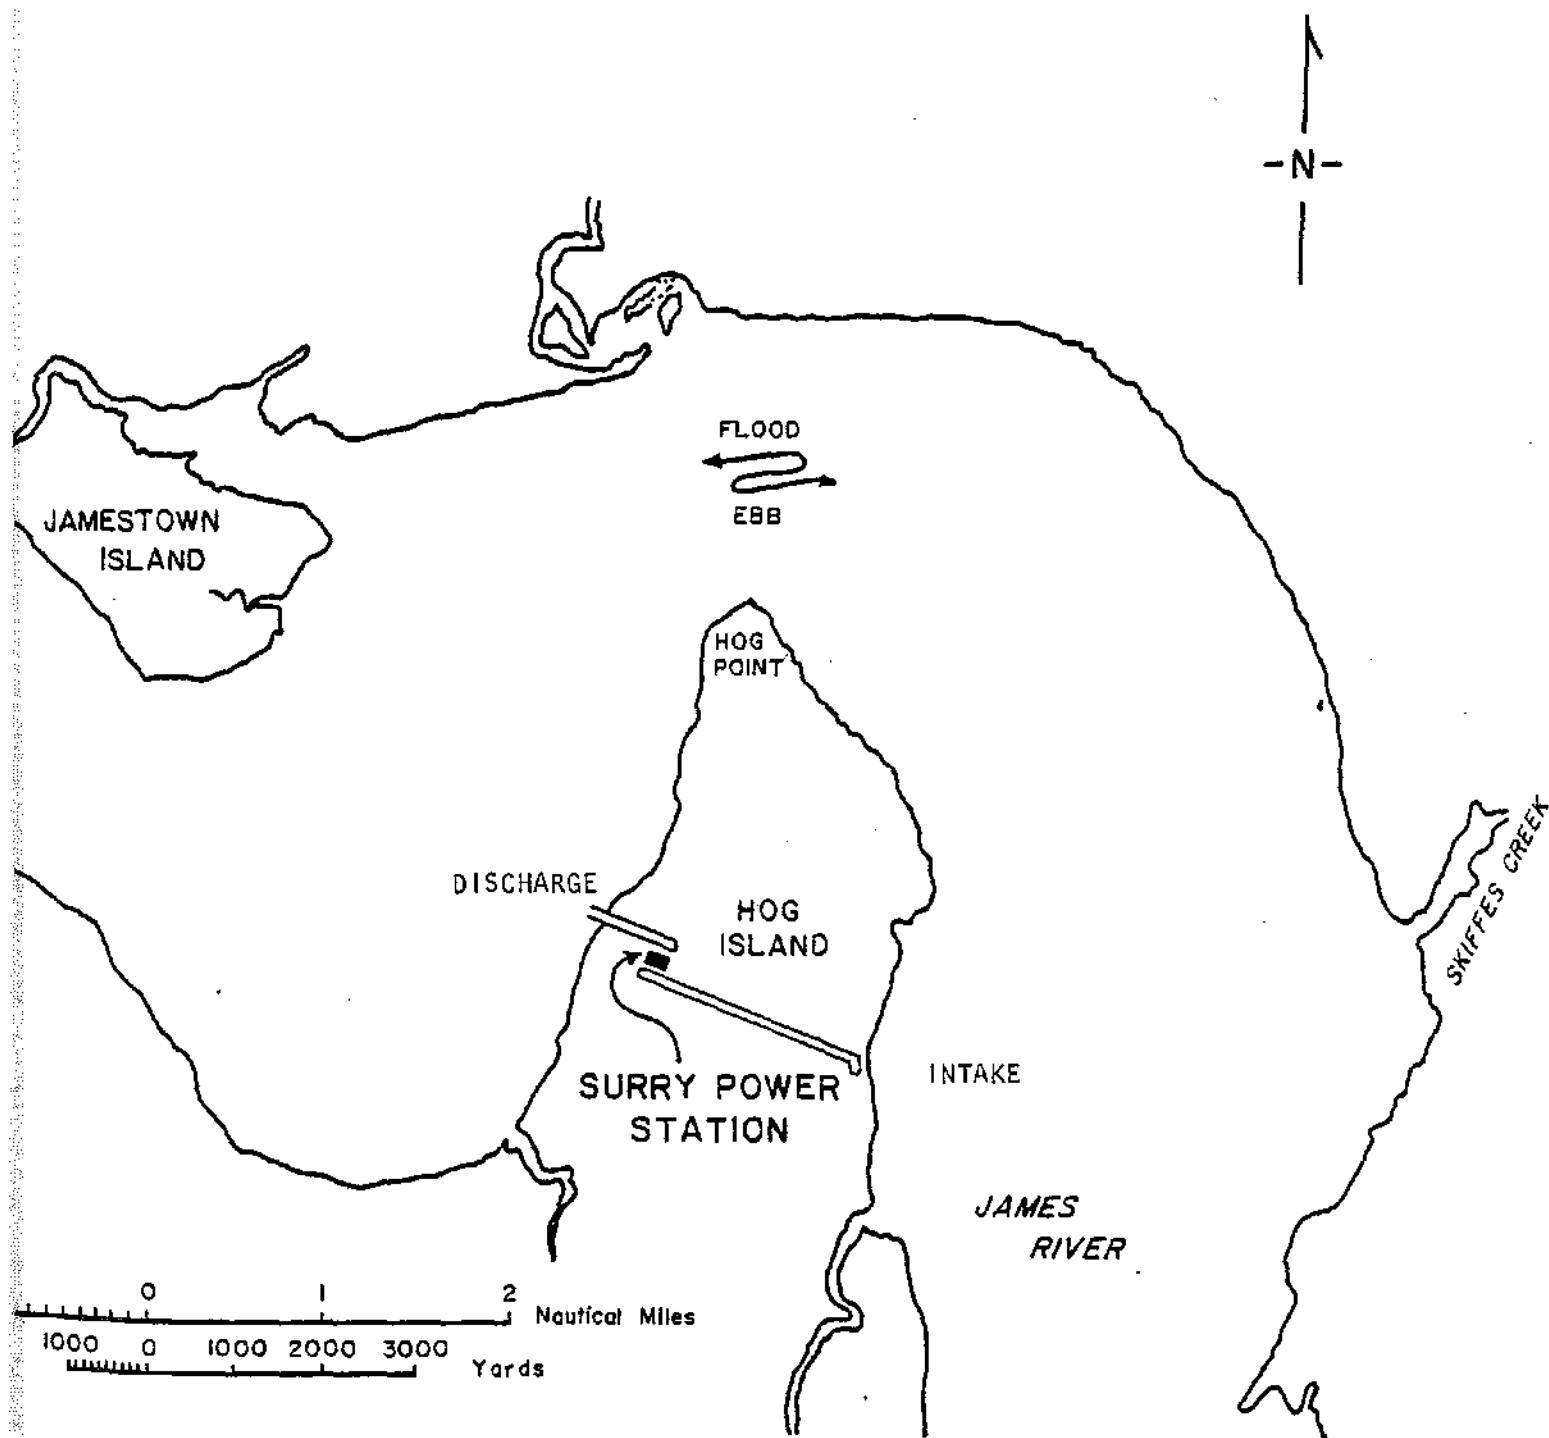 -N-
FLOOD
EBB
JAMESTOWN
ISLAND
HOG
POINT
DISCHARGE
HOG
ISLAND
SKIFFES CREEK
SURRY POWER
STATION
INTAKE
JAMES
RIVER
0 1 2
Nautical Miles
1000 0 1000 2000 3000
Yards